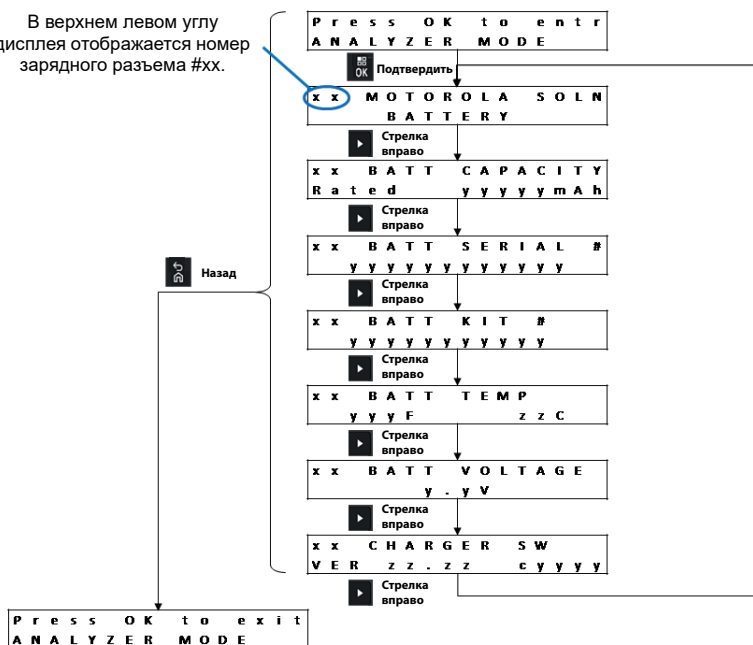 В верхнем левом углу
дисплея отображается номер
зарядного разъема #xx.
Press OK to entr
ANALYZER MODE
OK Подтвердить
xx MOTOROLA SOLN
BATTERY
Стрелка
вправо
xx BATT CAPACITY
Rated yyyyymAh
Стрелка
вправо
xx BATT SERIAL #
yyyyyyyyyyyy
Стрелка
вправо
Назад
xx BATT KIT #
yyyyyyyyyyy
Стрелка
вправо
xx BATT TEMP
yyyF zzC
Стрелка
вправо
xx BATT VOLTAGE
y.yV
Стрелка
вправо
xx CHARGER SW
VER zz.zz cyyyy
Стрелка
вправо
Press OK to exit
ANALYZER MODE